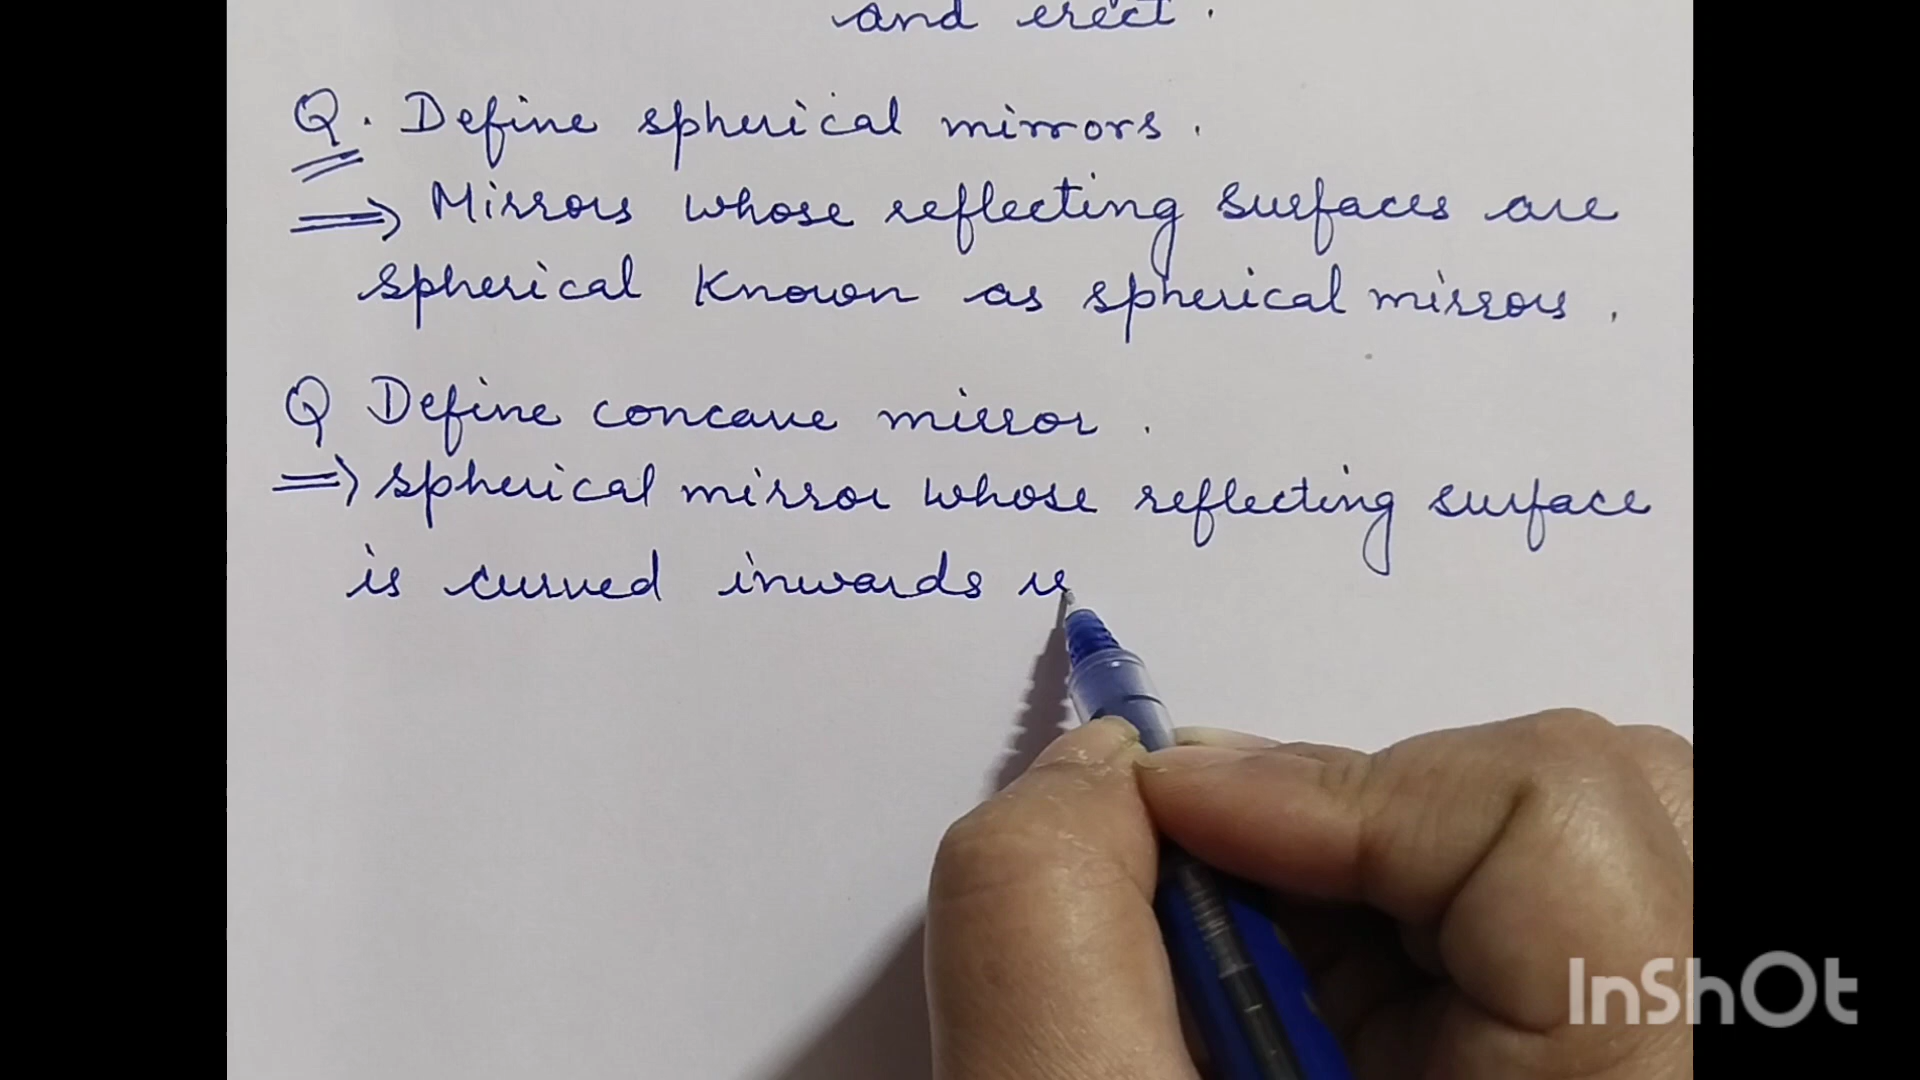 and erect.
Q. Define spherical mirrors.
⇒ Mirrors whose reflecting surfaces are
spherical Known as spherical mirrors.
Q Define concave mirror.
⇒ spherical mirror whose reflecting surface
is curved inwards is
InShOt